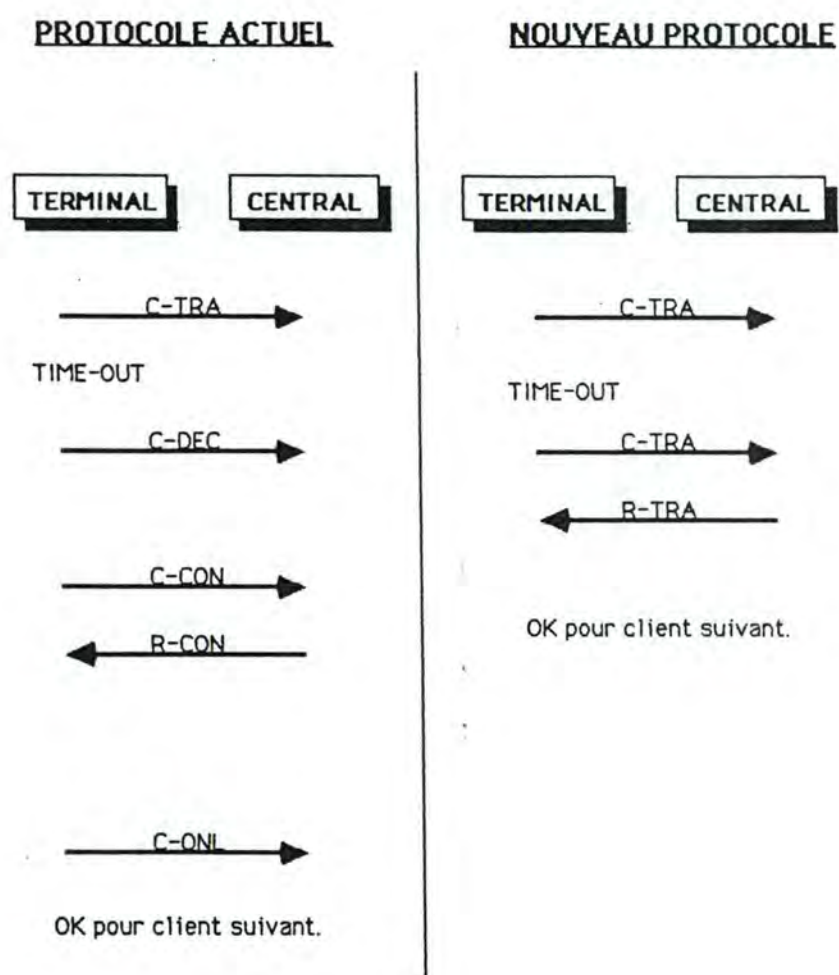 PROTOCOLE ACTUEL
TERMINAL CENTRAL
C-TRA
TIME-OUT
C-DEC
C-CON
R-CON
C-ONL
OK pour client suivant.
NOUVEAU PROTOCOLE
TERMINAL CENTRAL
C-TRA
TIME-OUT
C-TRA
R-TRA
OK pour client suivant.